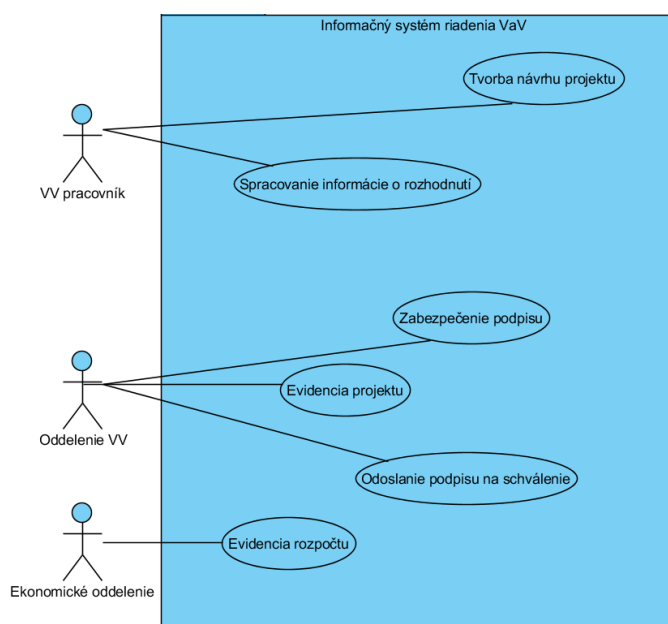 Informačný systém riadenia VaV
Tvorba návrhu projektu
VV pracovník
Spracovanie informácie o rozhodnutí
Zabezpečenie podpisu
Evidencia projektu
Oddelenie VV
Odoslanie podpisu na schválenie
Evidencia rozpočtu
Ekonomické oddelenie